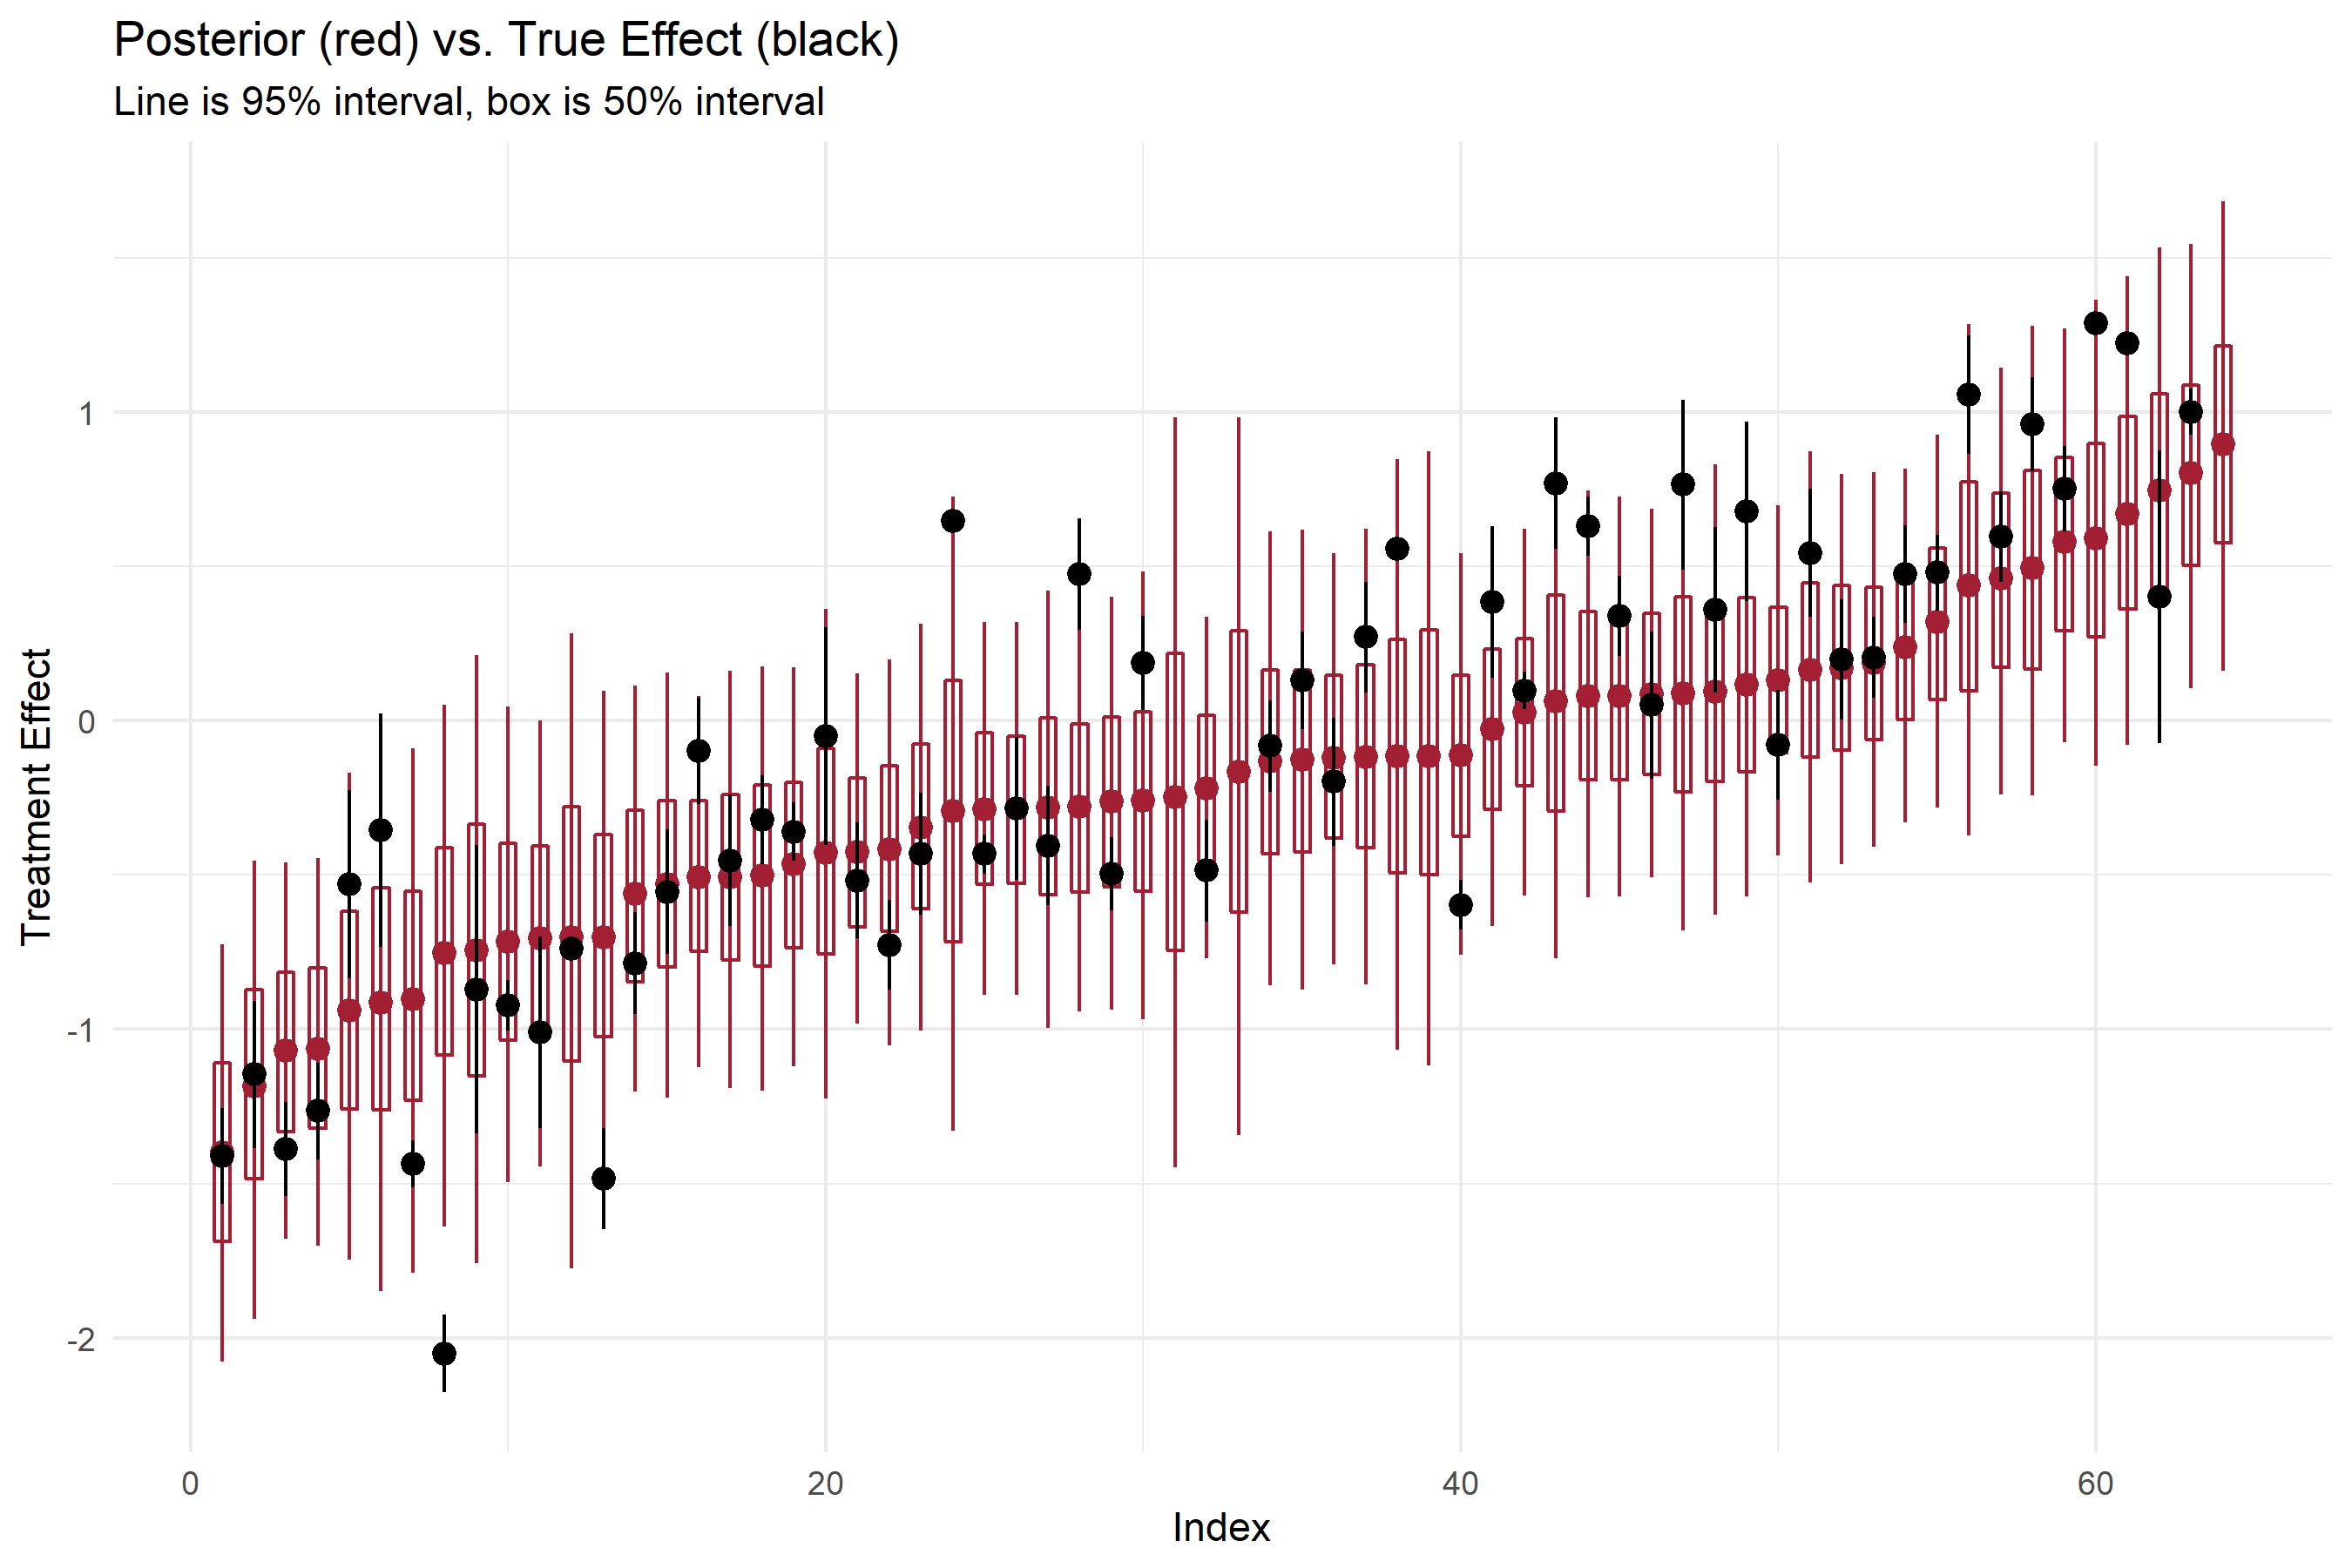 Posterior (red) vs. True Effect (black)
Line is 95% interval, box is 50% interval
Treatment Effect
1
0
-1
-2
0
20
40
60
Index